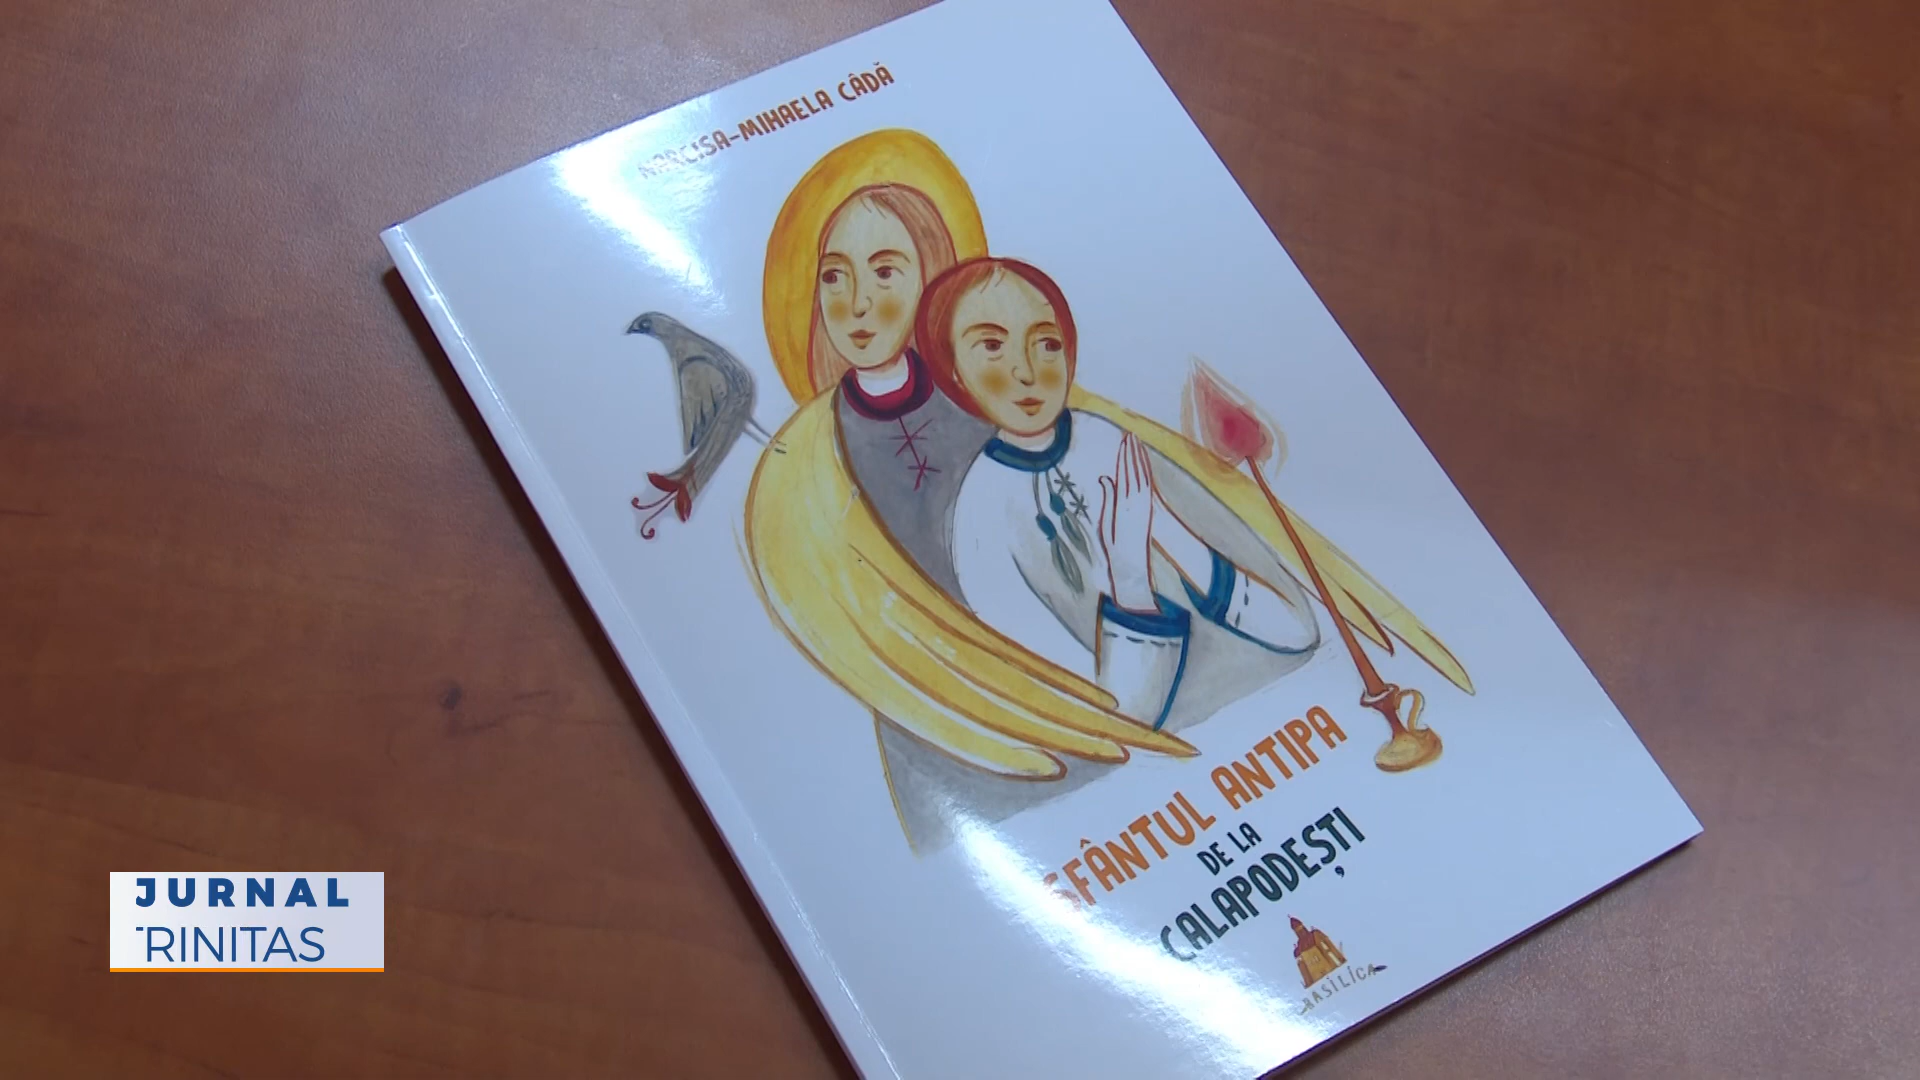 NARCISA-MIHAELA CÂDĂ
SFÂNTUL ANTIPA
DE LA
CALAPODEȘTI
BASILICA
JURNAL
TRINITAS